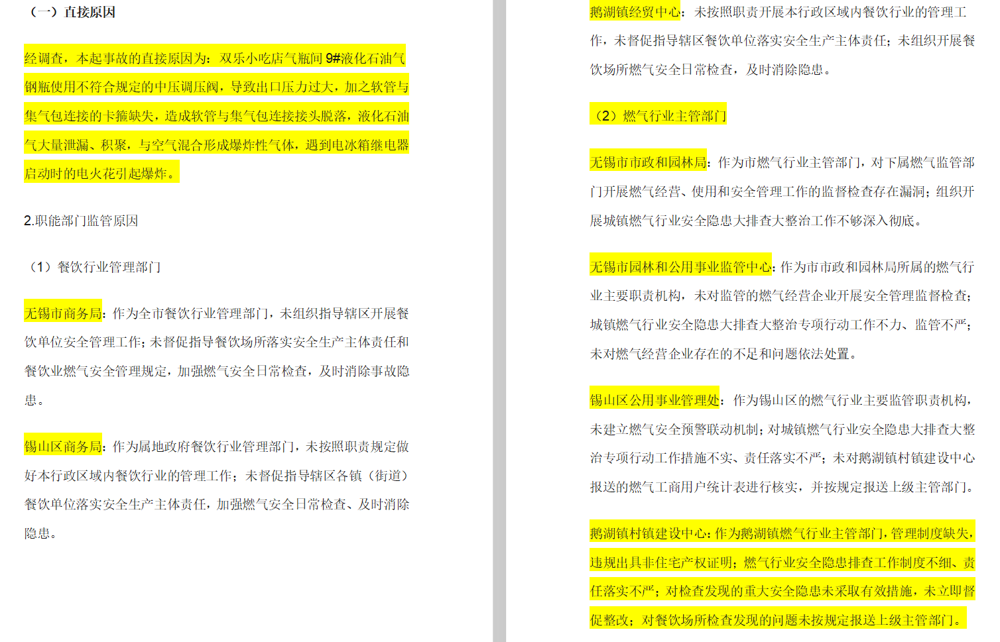 （一）直接原因
经调查，本起事故的直接原因为：双乐小吃店气瓶间 9#液化石油气
钢瓶使用不符合规定的中压调压阀，导致出口压力过大，加之软管与
集气包连接的卡箍缺失，造成软管与集气包连接接头脱落，液化石油
气大量泄漏、积聚，与空气混合形成爆炸性气体，遇到电冰箱继电器
启动时的电火花引起爆炸。
2.职能部门监管原因
（1）餐饮行业管理部门
无锡市商务局：作为全市餐饮行业管理部门，未组织指导辖区开展餐
饮单位安全管理工作；未督促指导餐饮场所落实安全生产主体责任和
餐饮业燃气安全管理规定，加强燃气安全日常检查，及时消除事故隐
患。
锡山区商务局：作为属地政府餐饮行业管理部门，未按照职责规定做
好本行政区域内餐饮行业的管理工作；未督促指导辖区各镇（街道）
餐饮单位落实安全生产主体责任，加强燃气安全日常检查、及时消除
隐患。
鹅湖镇经贸中心：未按照职责开展本行政区域内餐饮行业的管理工
作，未督促指导辖区餐饮单位落实安全生产主体责任；未组织开展餐
饮场所燃气安全日常检查，及时消除隐患。
（2）燃气行业主管部门
无锡市市政和园林局：作为市燃气行业主管部门，对下属燃气监管部
门开展燃气经营、使用和安全管理工作的监督检查存在漏洞；组织开
展城镇燃气行业安全隐患大排查大整治工作不够深入彻底。
无锡市园林和公用事业监管中心：作为市市政和园林局所属的燃气行
业主要职责机构，未对监管的燃气经营企业开展安全管理监督检查；
城镇燃气行业安全隐患大排查大整治专项行动工作不力、监管不严；
未对燃气经营企业存在的不足和问题依法处置。
锡山区公用事业管理处：作为锡山区的燃气行业主要监管职责机构，
未建立燃气安全预警联动机制；对城镇燃气行业安全隐患大排查大整
治专项行动工作措施不实、责任落实不严；未对鹅湖镇村镇建设中心
报送的燃气工商用户统计表进行核实，并按规定报送上级主管部门。
鹅湖镇村镇建设中心：作为鹅湖镇燃气行业主管部门，管理制度缺失，
违规出具非住宅产权证明；燃气行业安全隐患排查工作制度不细、责
任落实不严；对检查发现的重大安全隐患未采取有效措施，未立即督
促整改；对餐饮场所检查发现的问题未按规定报送上级主管部门。